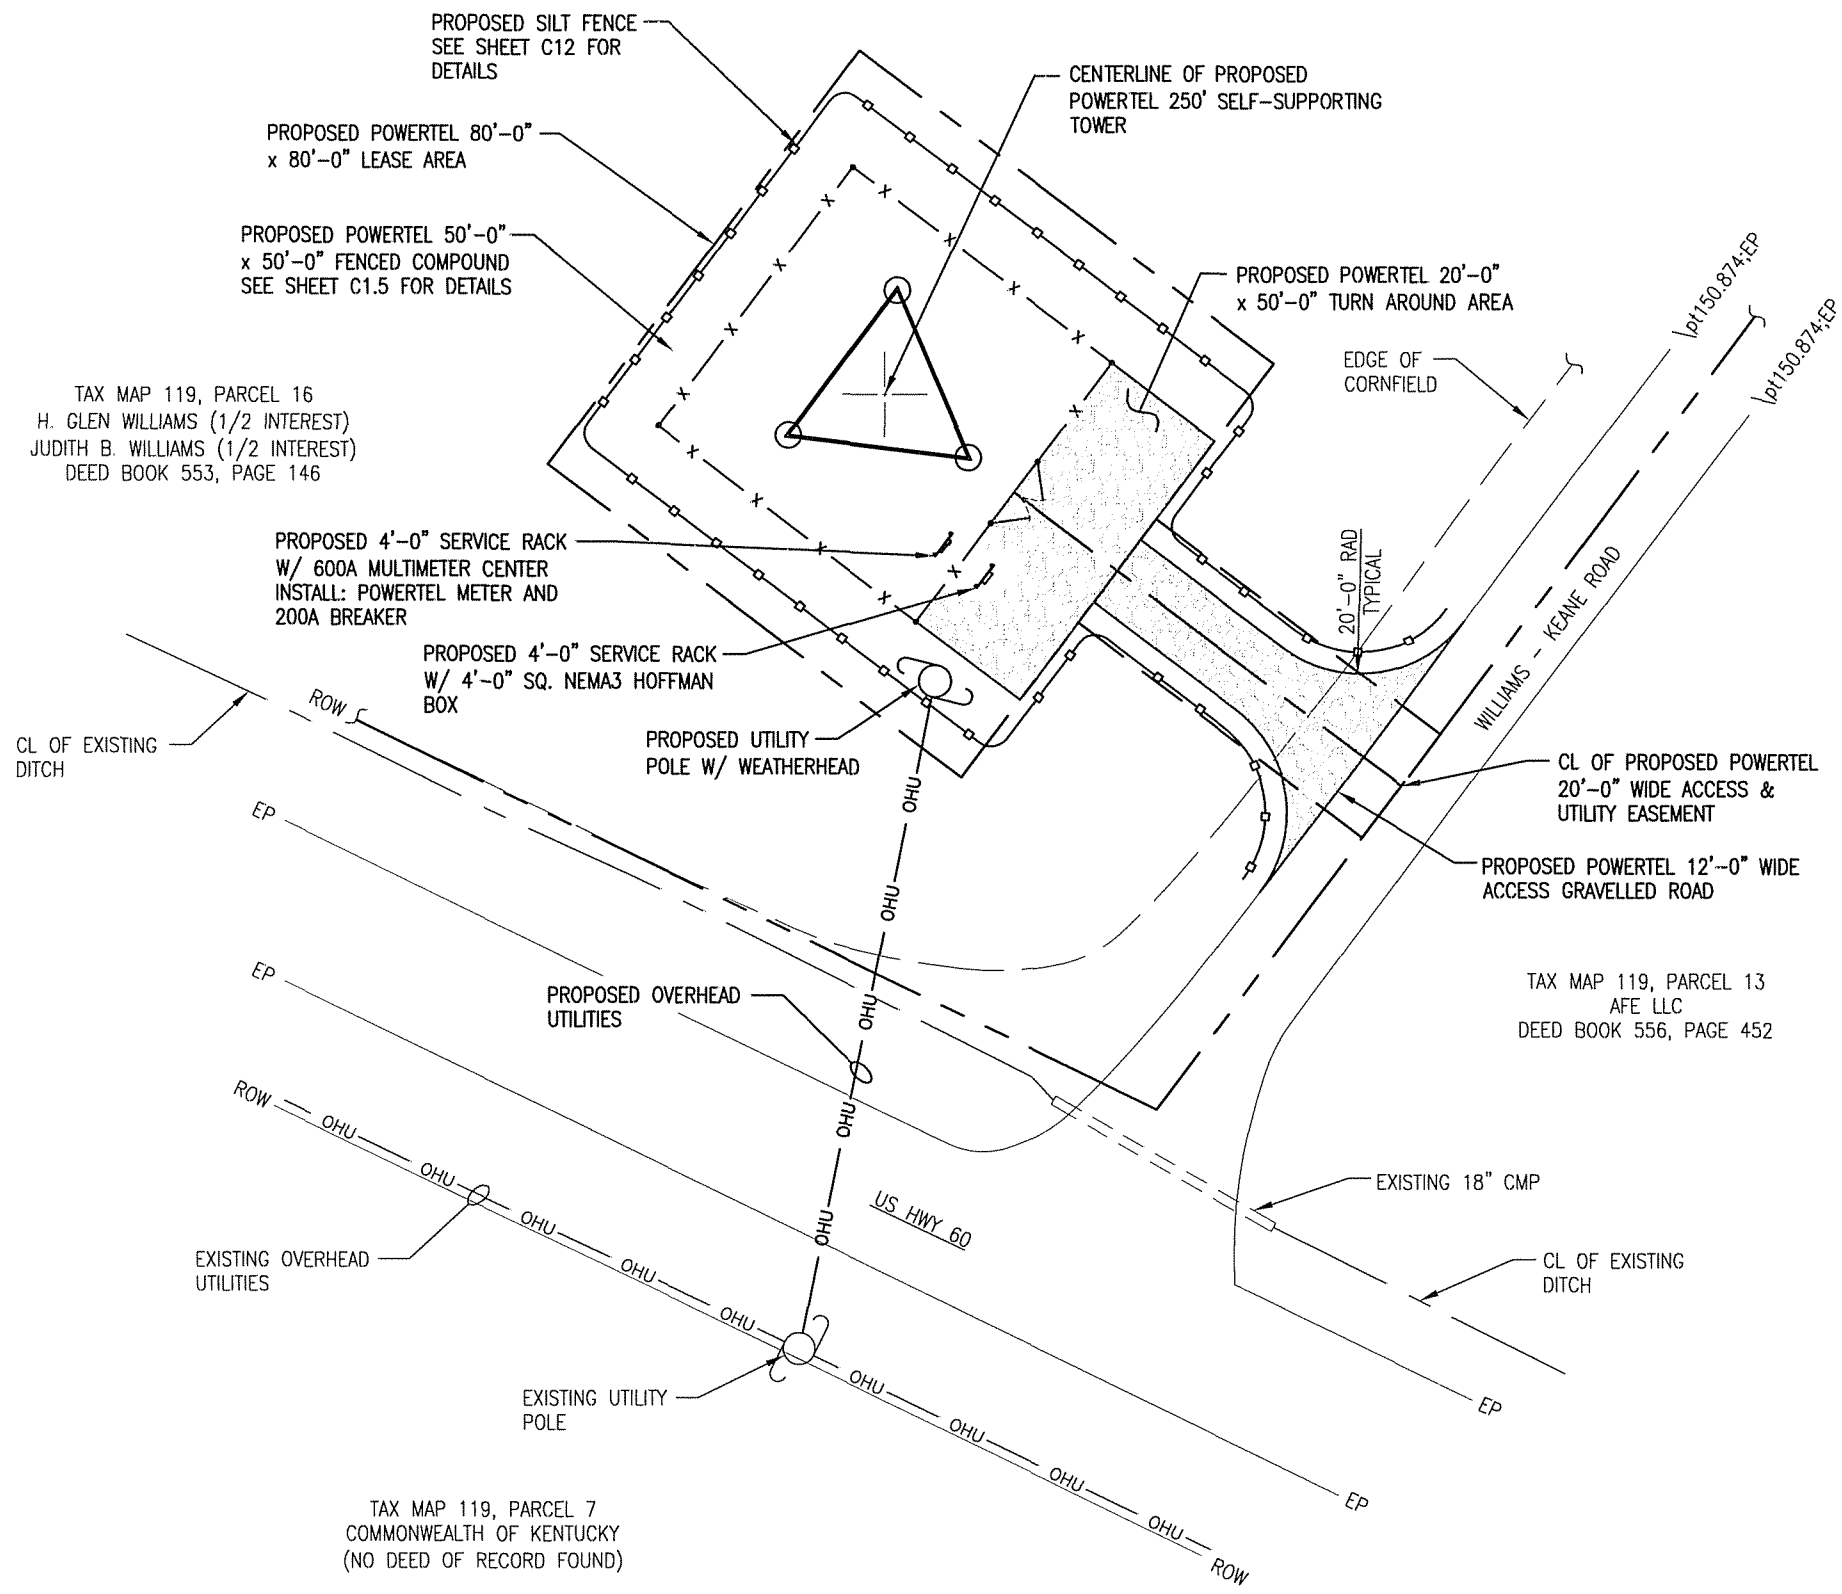 PROPOSED SILT FENCE
SEE SHEET C12 FOR
DETAILS
CENTERLINE OF PROPOSED
POWERTEL 250' SELF-SUPPORTING
TOWER
PROPOSED POWERTEL 80'-0"
x 80'-0" LEASE AREA
PROPOSED POWERTEL 50'-0"
x 50'-0" FENCED COMPOUND
SEE SHEET C1.5 FOR DETAILS
PROPOSED POWERTEL 20'-0"
x 50'-0" TURN AROUND AREA
\pt150.874;EP
\pt150.874;EP
EDGE OF
CORNFIELD
TAX MAP 119, PARCEL 16
H. GLEN WILLIAMS (1/2 INTEREST)
JUDITH B. WILLIAMS (1/2 INTEREST)
DEED BOOK 553, PAGE 146
PROPOSED 4'-0" SERVICE RACK
W/ 600A MULTIMETER CENTER
INSTALL: POWERTEL METER AND
200A BREAKER
20'-0" RAD
TYPICAL
WILLIAMS - KEANE ROAD
PROPOSED 4'-0" SERVICE RACK
W/ 4'-0" SQ. NEMA3 HOFFMAN
BOX
ROW
CL OF EXISTING
DITCH
PROPOSED UTILITY
POLE W/ WEATHERHEAD
CL OF PROPOSED POWERTEL
20'-0" WIDE ACCESS &
UTILITY EASEMENT
PROPOSED POWERTEL 12'-0" WIDE
ACCESS GRAVELLED ROAD
EP
EP
OHU
OHU
OHU
OHU
OHU
PROPOSED OVERHEAD
UTILITIES
TAX MAP 119, PARCEL 13
AFE LLC
DEED BOOK 556, PAGE 452
ROW
OHU
OHU
OHU
OHU
OHU
OHU
OHU
OHU
OHU
ROW
US HWY 60
EXISTING 18" CMP
EXISTING OVERHEAD
UTILITIES
CL OF EXISTING
DITCH
EXISTING UTILITY
POLE
EP
EP
TAX MAP 119, PARCEL 7
COMMONWEALTH OF KENTUCKY
(NO DEED OF RECORD FOUND)